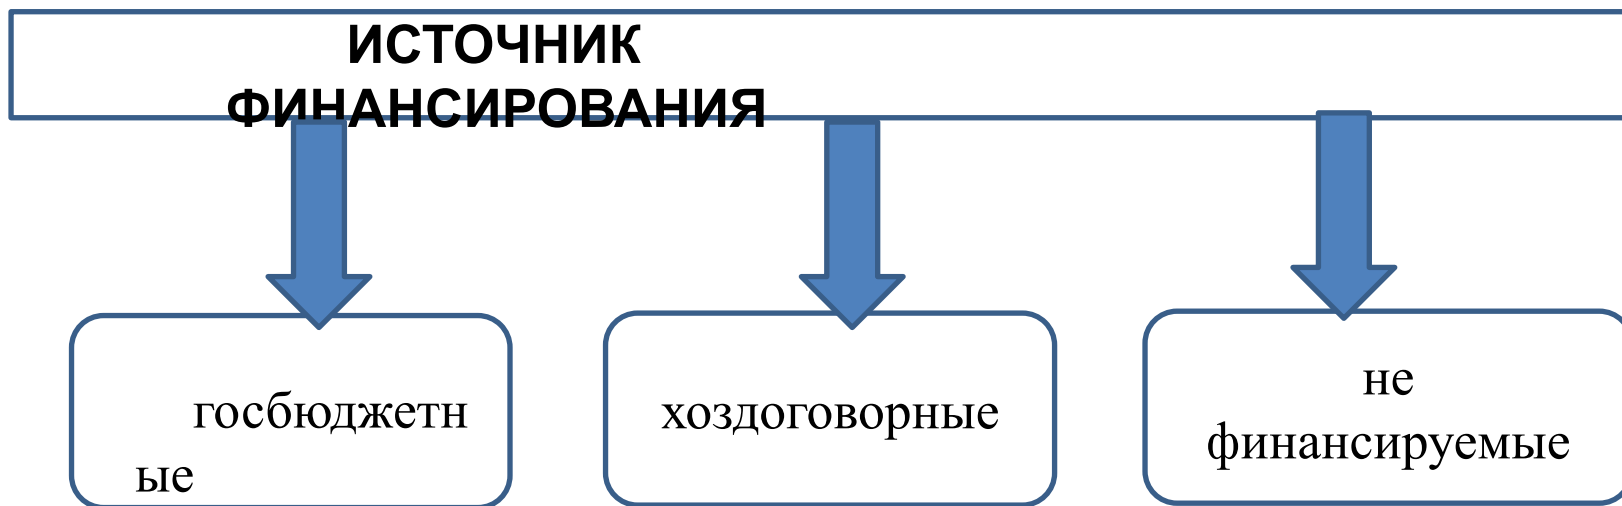 ИСТОЧНИК
ФИНАНСИРОВАНИЯ
госбюджетн
ые
хоздоговорные
не
финансируемые